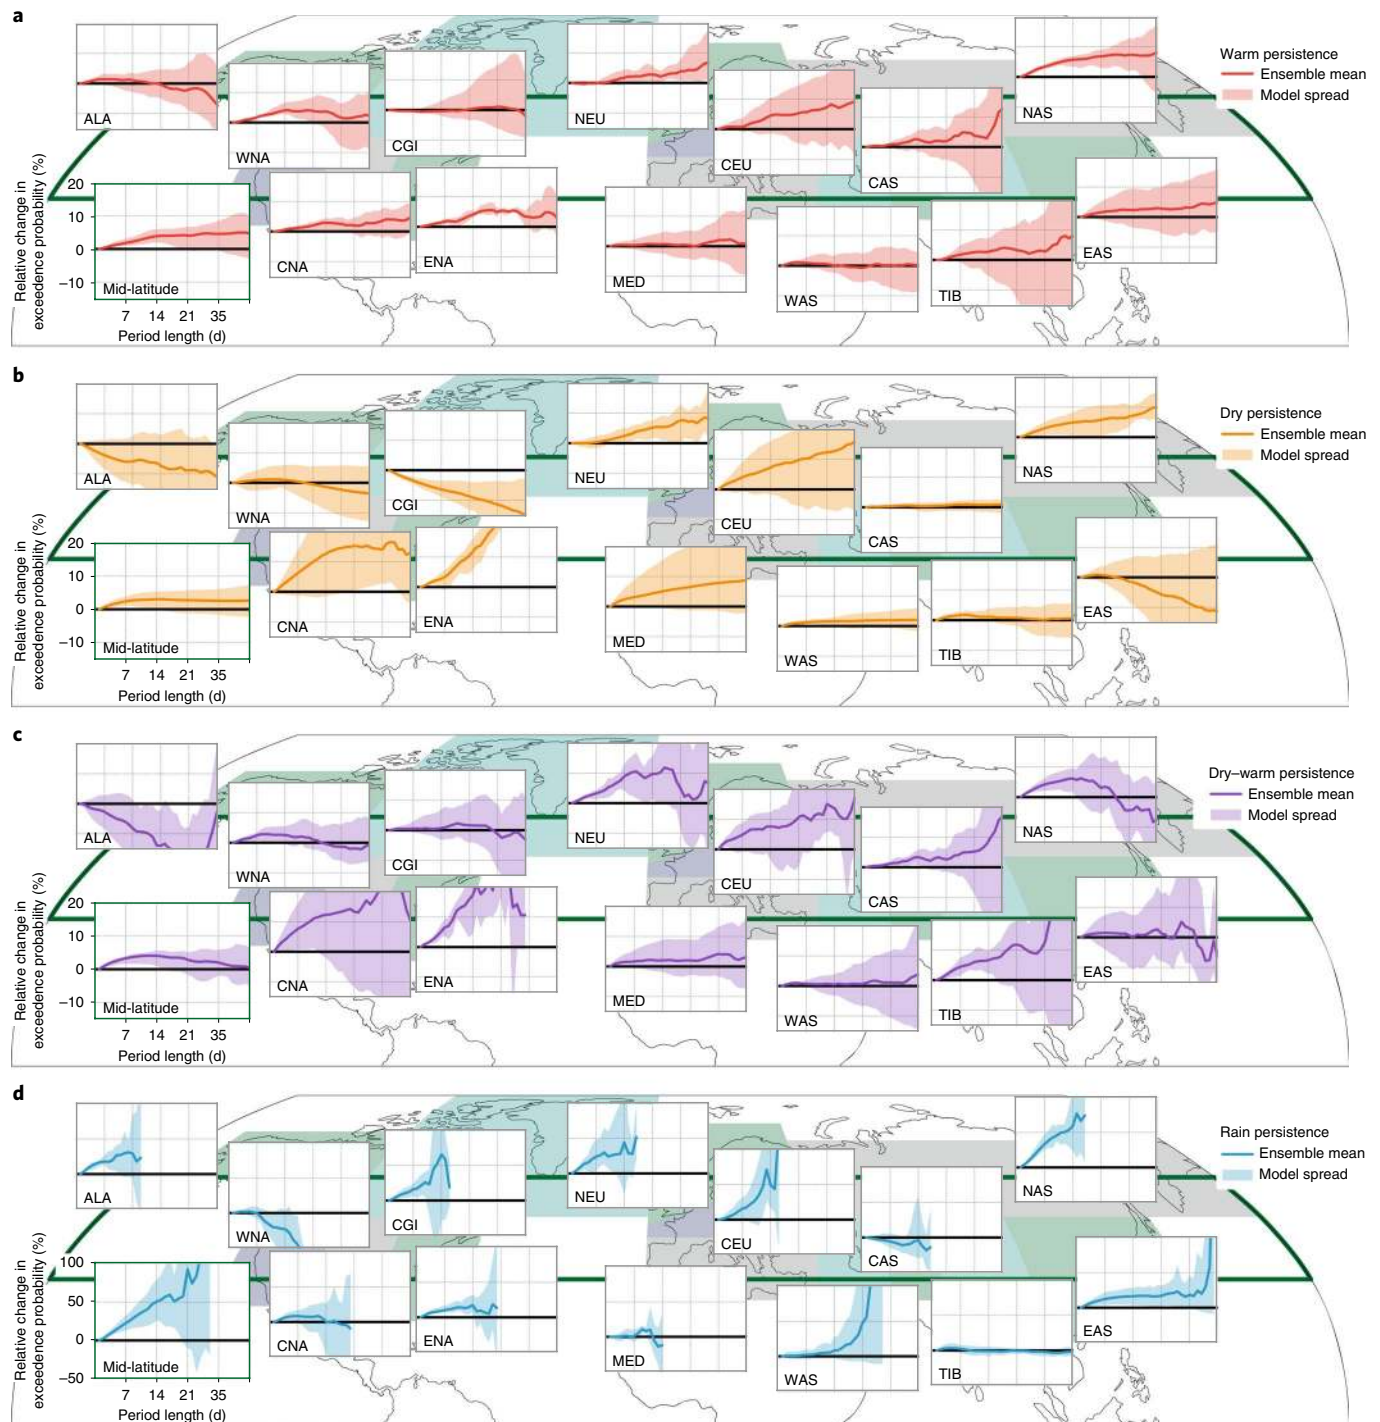 a
Warm persistence
Ensemble mean
Model spread
ALA
WNA
CGI
NEU
CEU
CAS
NAS
Relative change in
exceedence probability (%)
20
10
0
−10
Mid-latitude
7 14 21 35
Period length (d)
CNA
ENA
MED
WAS
TIB
EAS
b
Dry persistence
Ensemble mean
Model spread
ALA
WNA
CGI
NEU
CEU
CAS
NAS
Relative change in
exceedence probability (%)
20
10
0
−10
Mid-latitude
7 14 21 35
Period length (d)
CNA
ENA
MED
WAS
TIB
EAS
c
Dry–warm persistence
Ensemble mean
Model spread
ALA
WNA
CGI
NEU
CEU
CAS
NAS
Relative change in
exceedence probability (%)
20
10
0
−10
Mid-latitude
7 14 21 35
Period length (d)
CNA
ENA
MED
WAS
TIB
EAS
d
Rain persistence
Ensemble mean
Model spread
ALA
WNA
CGI
NEU
CEU
CAS
NAS
Relative change in
exceedence probability (%)
100
50
0
−50
Mid-latitude
7 14 21 35
Period length (d)
CNA
ENA
MED
WAS
TIB
EAS